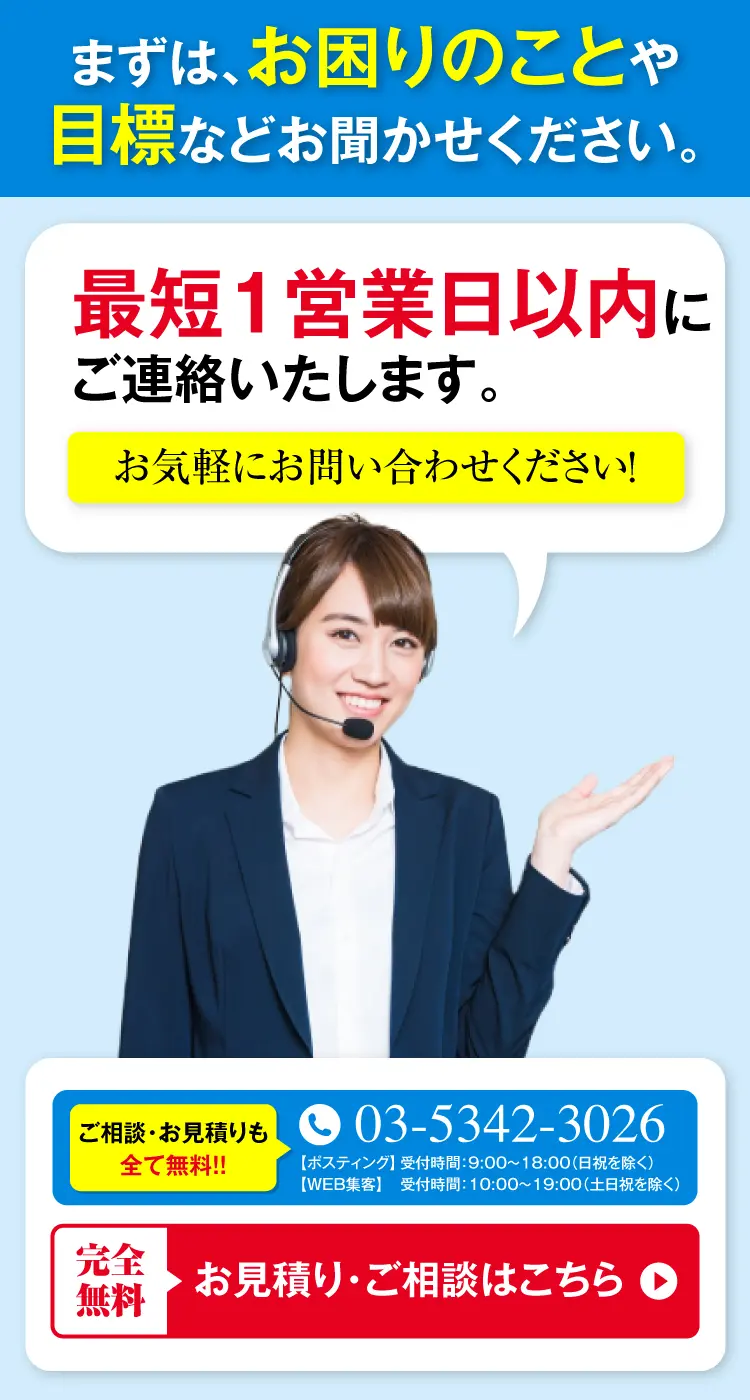 まずは、お困りのことや
目標などお聞かせください。
最短1営業日以内に
ご連絡いたします。
お気軽にお問い合わせください!
ご相談・お見積りも
全て無料!!
03-5342-3026
【ポスティング】受付時間：9:00〜18:00（日祝を除く）
【WEB集客】 受付時間：10:00〜19:00（土日祝を除く）
完全
無料
お見積り・ご相談はこちら